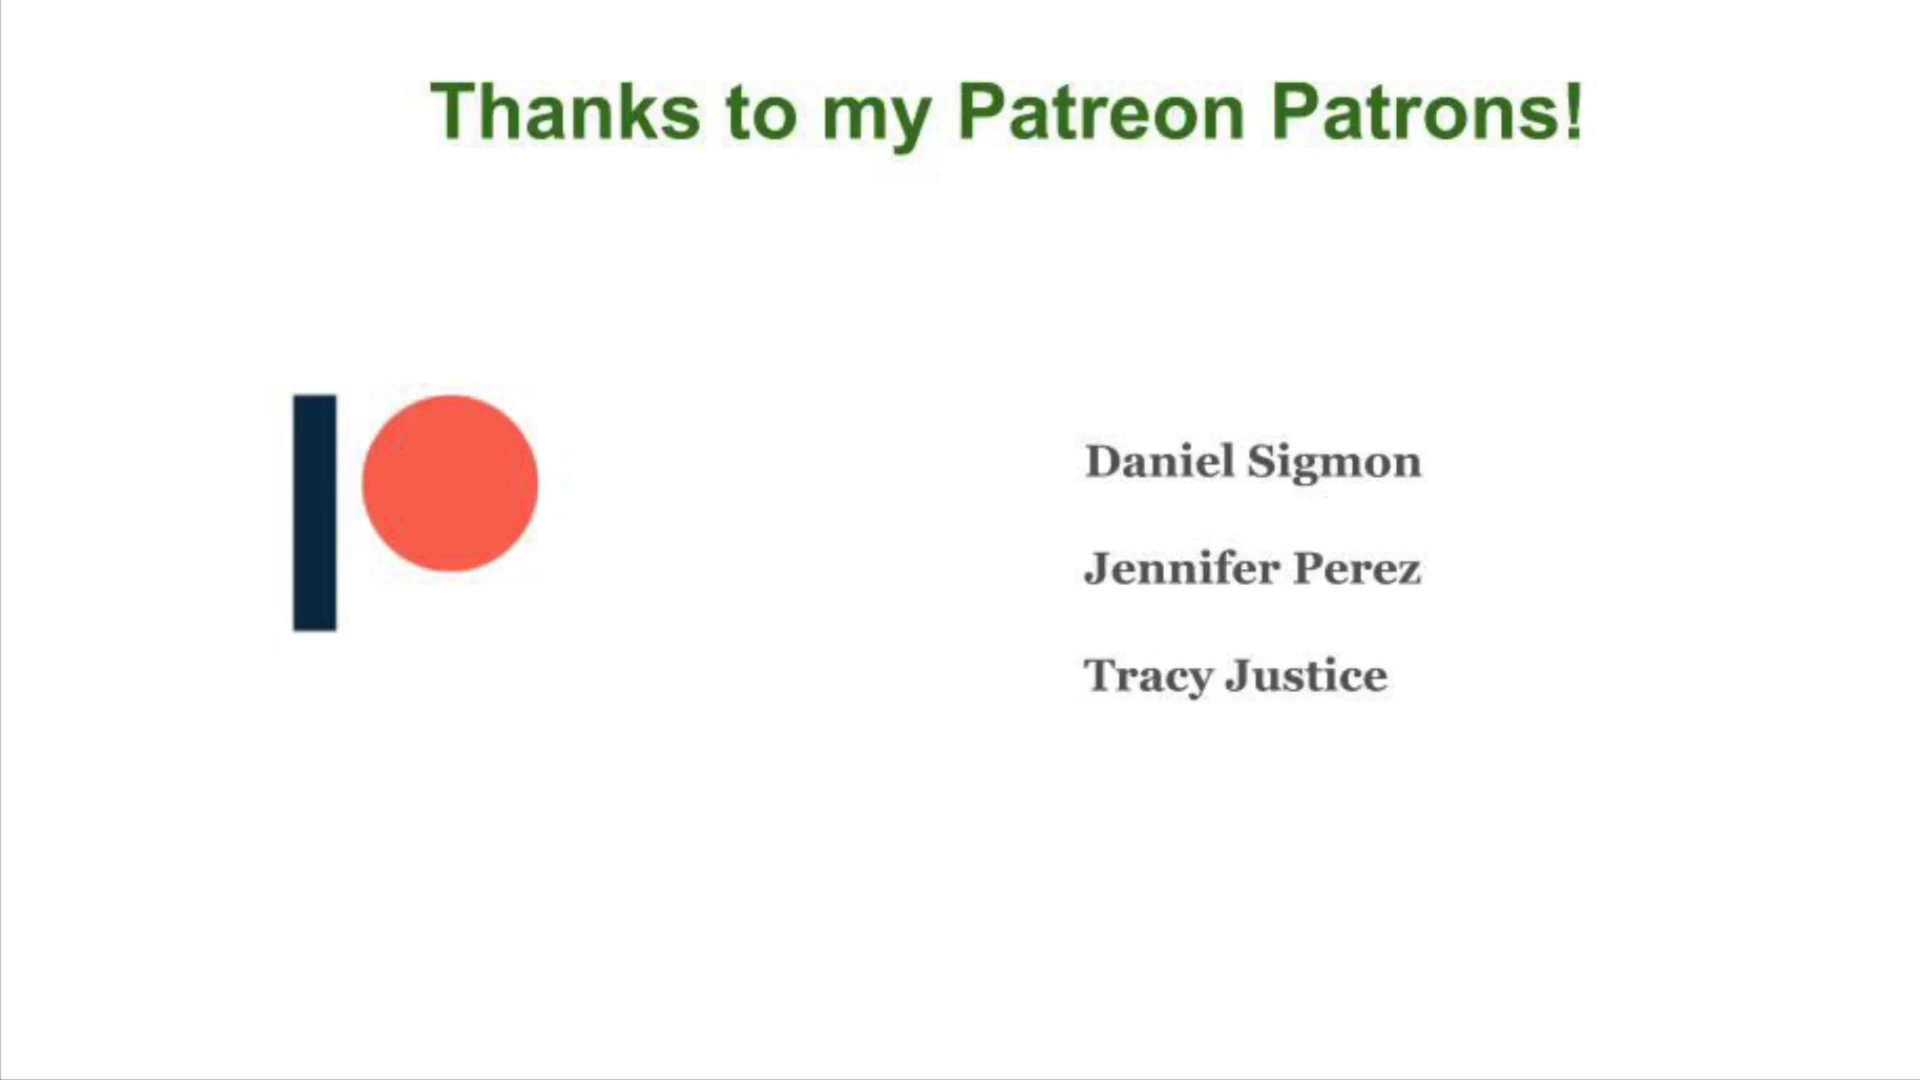 Thanks to my Patreon Patrons!
Daniel Sigmon
Jennifer Perez
Tracy Justice